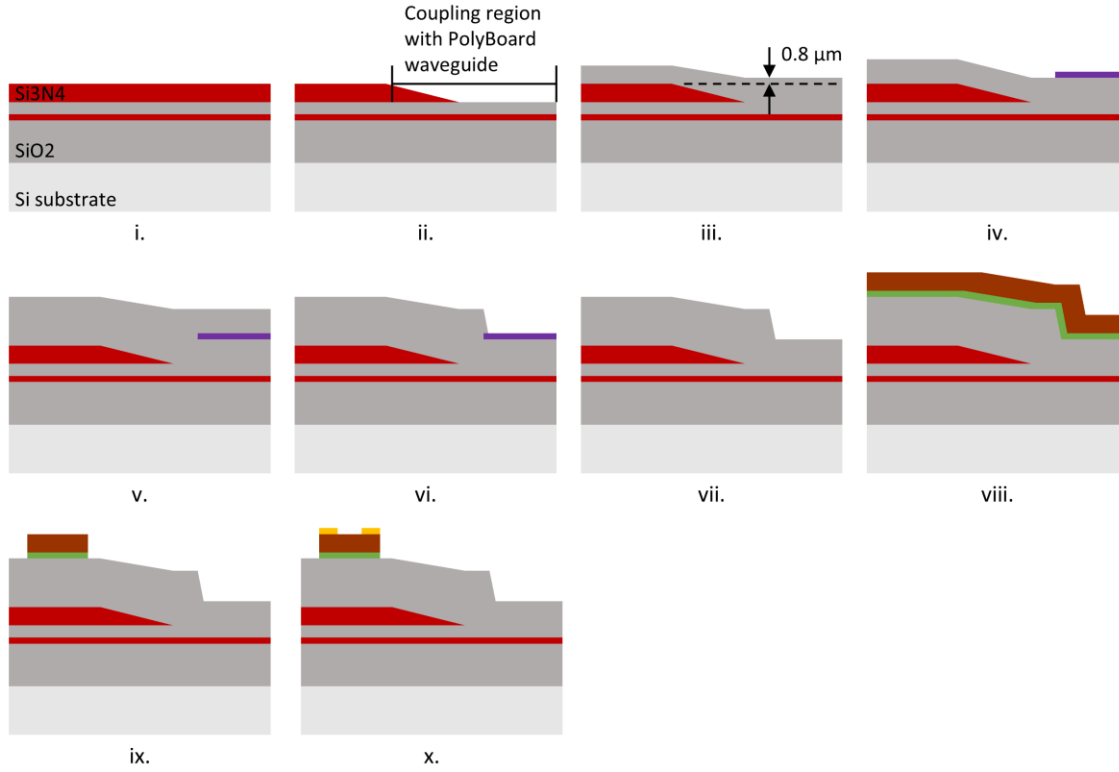 Coupling region
with PolyBoard
waveguide
0.8 μm
Si3N4
SiO2
Si substrate
i.
ii.
iii.
iv.
v.
vi.
vii.
viii.
ix.
x.